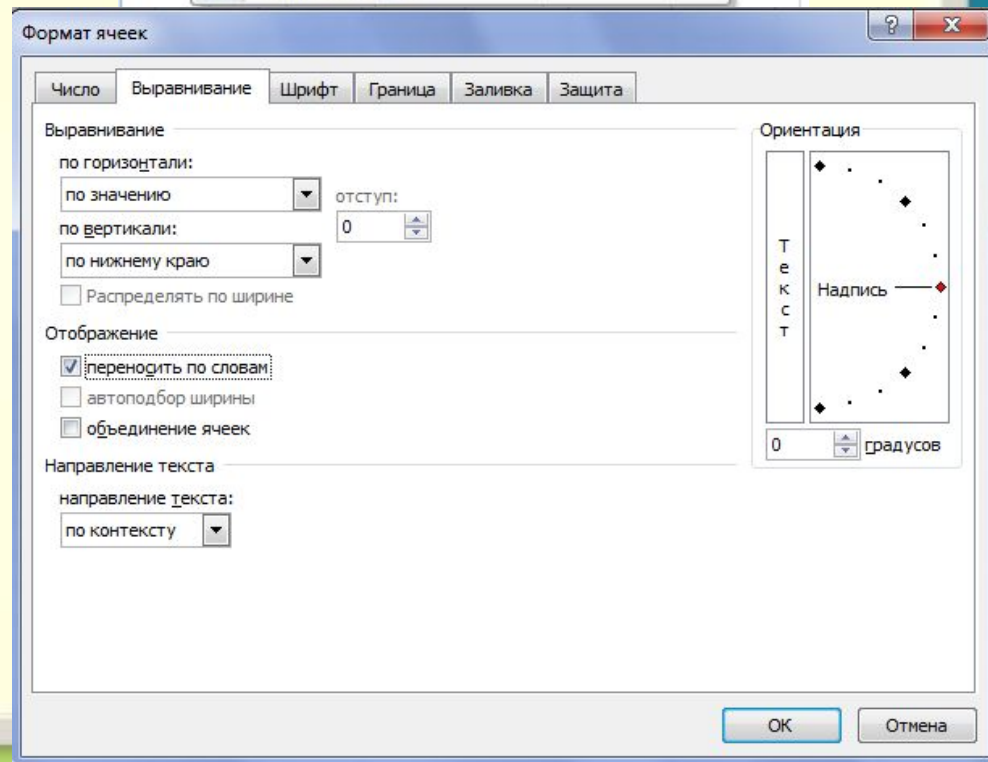 Формат ячеек
Число Выравнивание Шрифт Граница Заливка Защита
Выравнивание
по горизонтали:
по значению
отступ:
0
по вертикали:
по нижнему краю
Распределять по ширине
Отображение
переносить по словам
автоподбор ширины
объединение ячеек
Направление текста
направление текста:
по контексту
Ориентация
Текст
Надпись
0 градусов
ОК Отмена